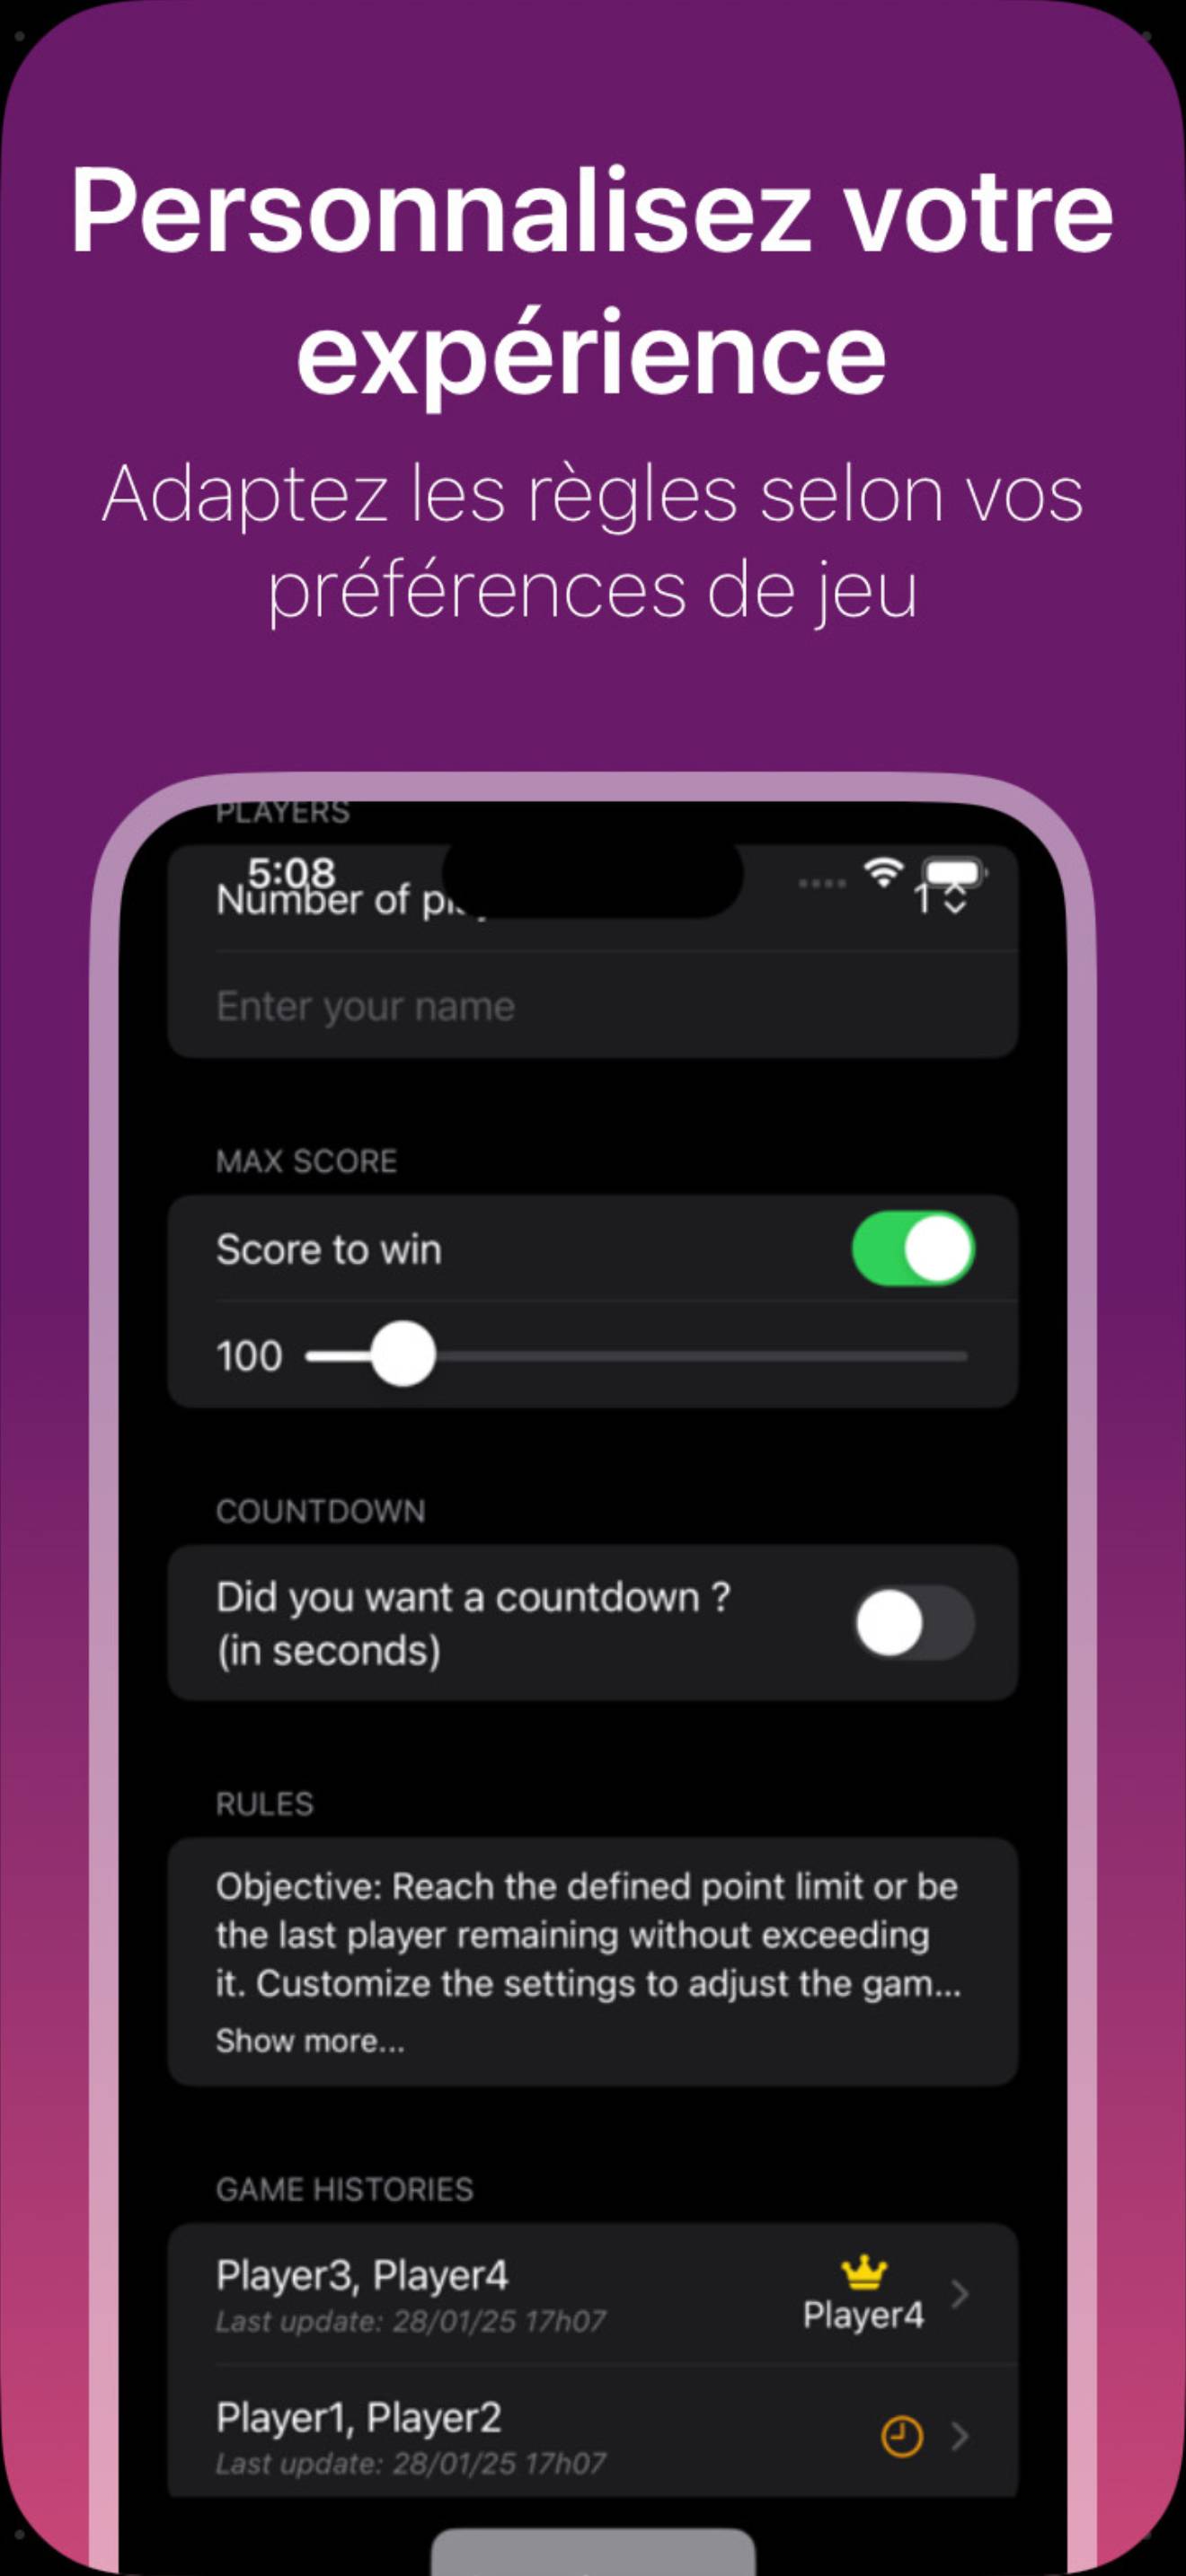 Personnalisez votre
expérience
Adaptez les règles selon vos
préférences de jeu
PLAYERS
5:08
Number of
1
Enter your name
MAX SCORE
Score to win
100
COUNTDOWN
Did you want a countdown ?
(in seconds)
RULES
Objective: Reach the defined point limit or be
the last player remaining without exceeding
it. Customize the settings to adjust the gam...
Show more...
GAME HISTORIES
Player3, Player4
Player4
Last update: 28/01/25 17h07
Player1, Player2
Last update: 28/01/25 17h07